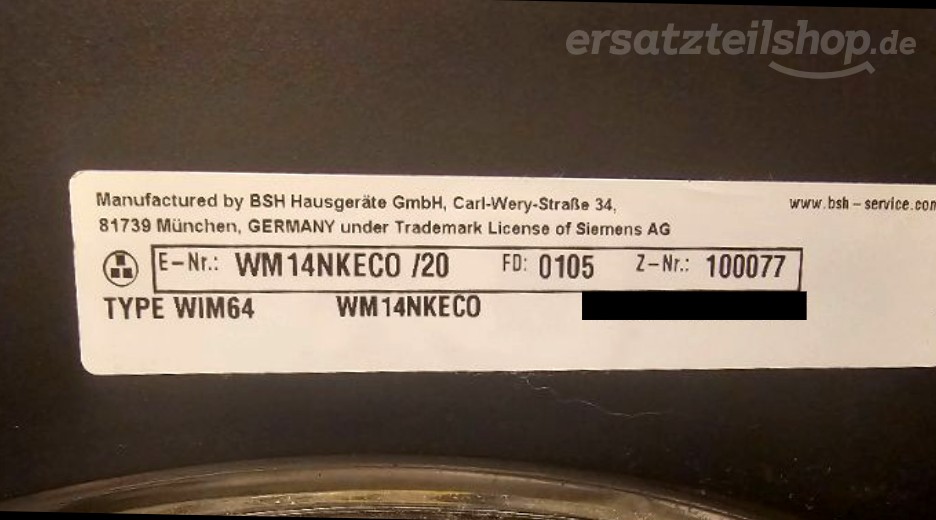 ersatzteilshop.de
Manufactured by BSH Hausgeräte GmbH, Carl-Wery-Straße 34, www.bsh-service.com
81739 München, GERMANY under Trademark License of Siemens AG
E-Nr.: WM14NKECO /20 FD: 0105 Z-Nr.: 100077
TYPE WIM64 WM14NKECO